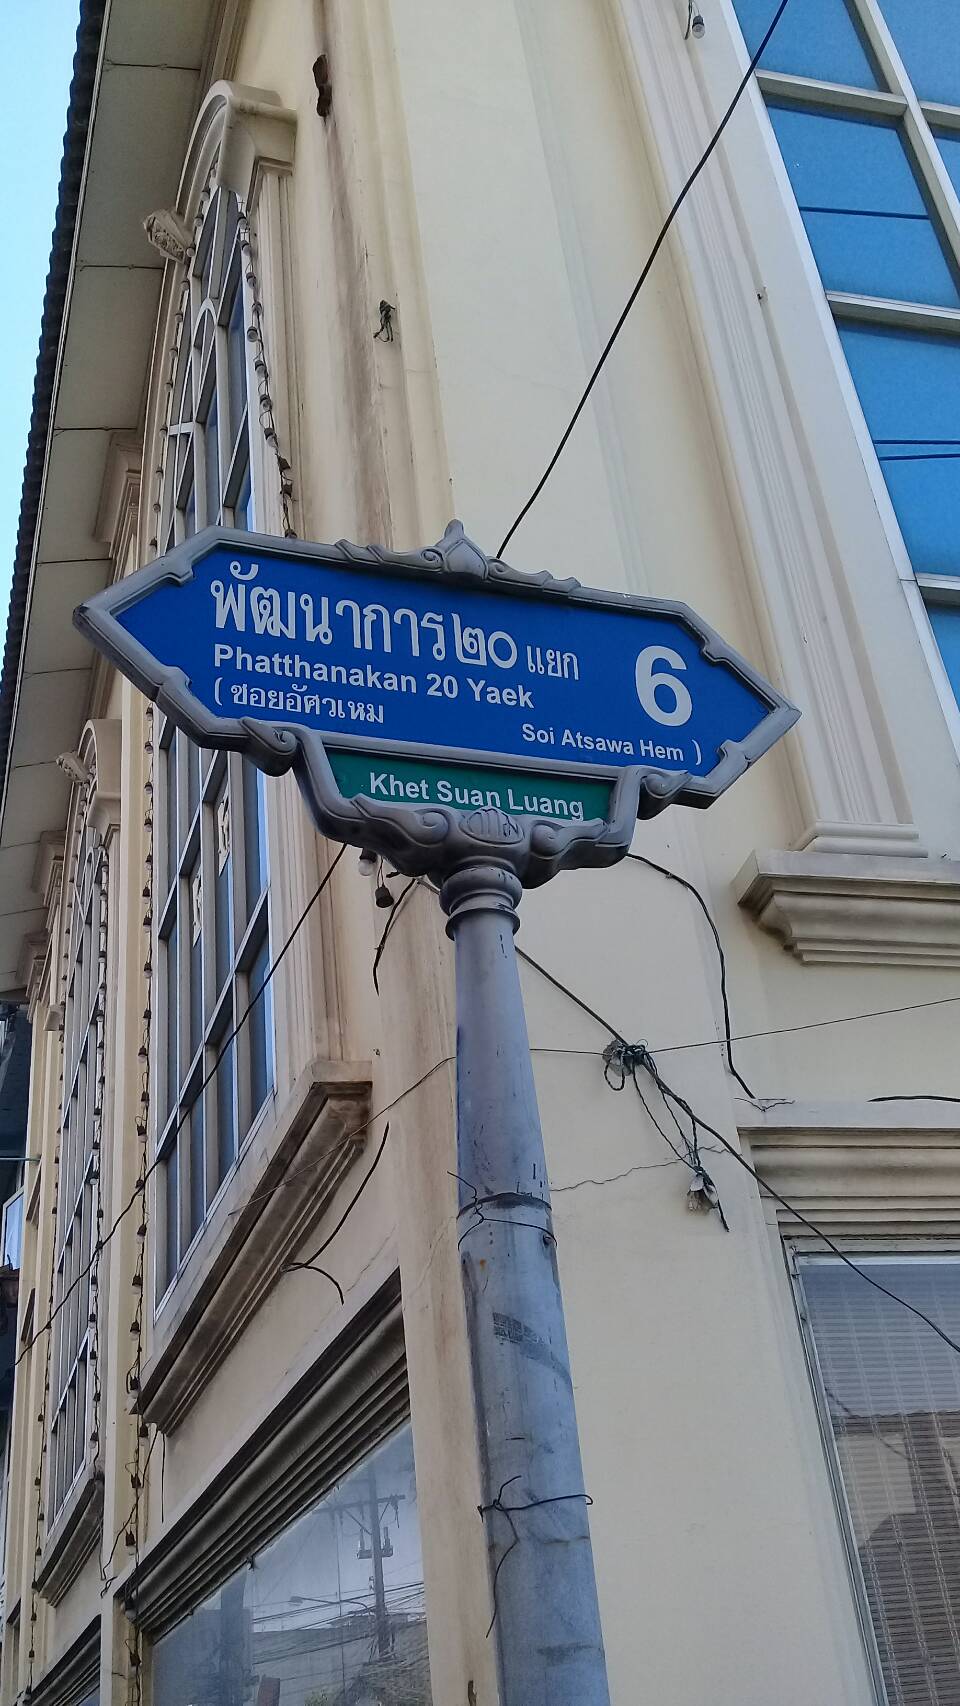 พัฒนาการ๒๐ แยก 6
Phatthanakan 20 Yaek
( ซอยอัศวเหม
Soi Atsawa Hem )
Khet Suan Luang